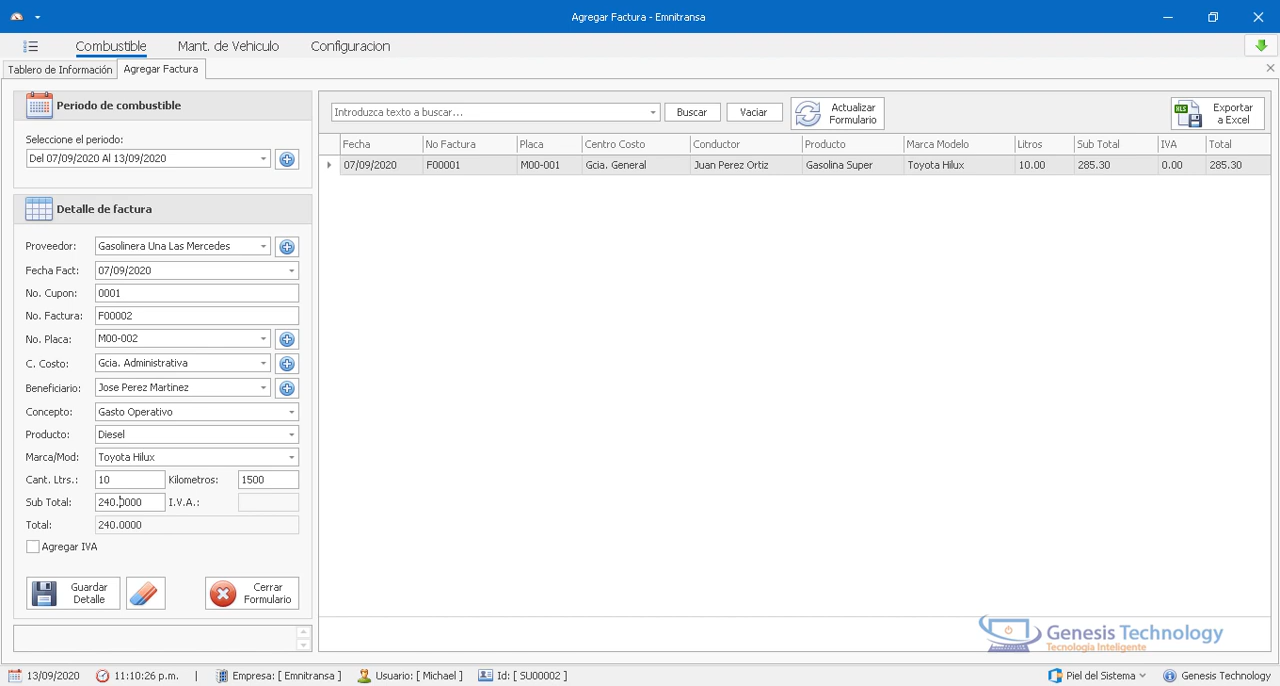 Agregar Factura - Emnitransa
Combustible Mant. de Vehiculo Configuracion
Tablero de Información Agregar Factura
Periodo de combustible
Seleccione el periodo:
Del 07/09/2020 Al 13/09/2020
Detalle de factura
Proveedor: Gasolinera Una Las Mercedes
Fecha Fact: 07/09/2020
No. Cupon: 0001
No. Factura: F00002
No. Placa: M00-002
C. Costo: Gcia. Administrativa
Beneficiario: Jose Perez Martinez
Concepto: Gasto Operativo
Producto: Diesel
Marca/Mod: Toyota Hilux
Cant. Ltrs.: 10 Kilometros: 1500
Sub Total: 240.0000 I.V.A.:
Total: 240.0000
Agregar IVA
Guardar
Detalle
Cerrar
Formulario
Introduzca texto a buscar... Buscar Vaciar
Actualizar
Formulario
XLS
Exportar
a Excel
Fecha No Factura Placa Centro Costo Conductor Producto Marca Modelo Litros Sub Total IVA Total
07/09/2020 F00001 M00-001 Gcia. General Juan Perez Ortiz Gasolina Super Toyota Hilux 10.00 285.30 0.00 285.30
Genesis Technology
Tecnología Inteligente
13/09/2020 11:10:26 p.m. | Empresa: [ Emnitransa ] Usuario: [ Michael ] Id: [ SU00002 ] Piel del Sistema Genesis Technology